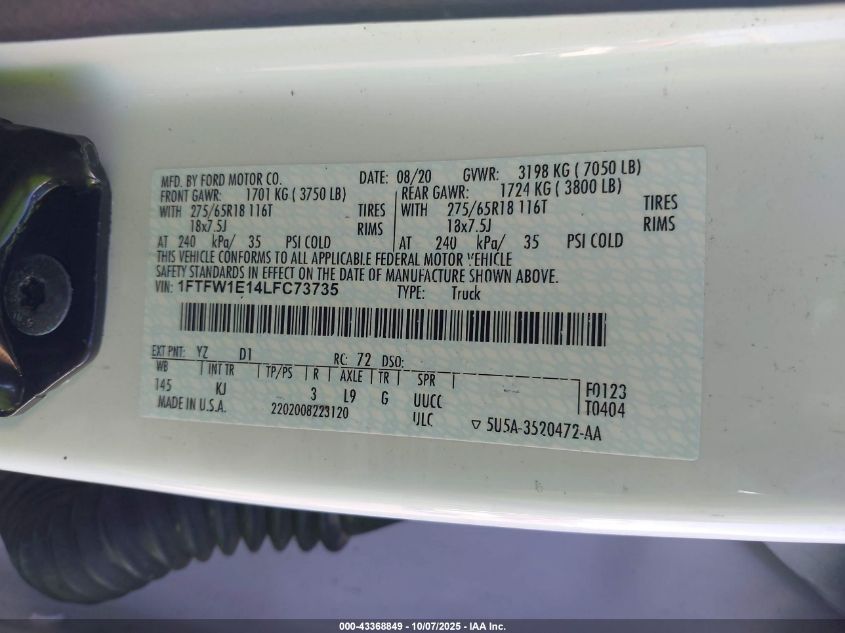 MFD. BY FORD MOTOR CO. DATE: 08/20 GVWR: 3198 KG ( 7050 LB)
FRONT GAWR: 1701 KG ( 3750 LB) REAR GAWR: 1724 KG ( 3800 LB)
WITH 275/65R18 116T TIRES WITH 275/65R18 116T TIRES
18x7.5J RIMS 18x7.5J RIMS
AT 240 kPa/ 35 PSI COLD AT 240 kPa/ 35 PSI COLD
THIS VEHICLE CONFORMS TO ALL APPLICABLE FEDERAL MOTOR VEHICLE
SAFETY STANDARDS IN EFFECT ON THE DATE OF MANUFACTURE SHOWN ABOVE.
VIN: 1FTFW1E14LFC73735 TYPE: Truck
EXT PNT: YZ D1 RC: 72 DSO:
WB INT TR TP/PS R AXLE TR SPR
145 KJ 3 L9 G UUCC F0123
MADE IN U.S.A. 2202008223120 ULC T0404
5U5A-3520472-AA
000-43368849 - 10/07/2025 - IAA Inc.